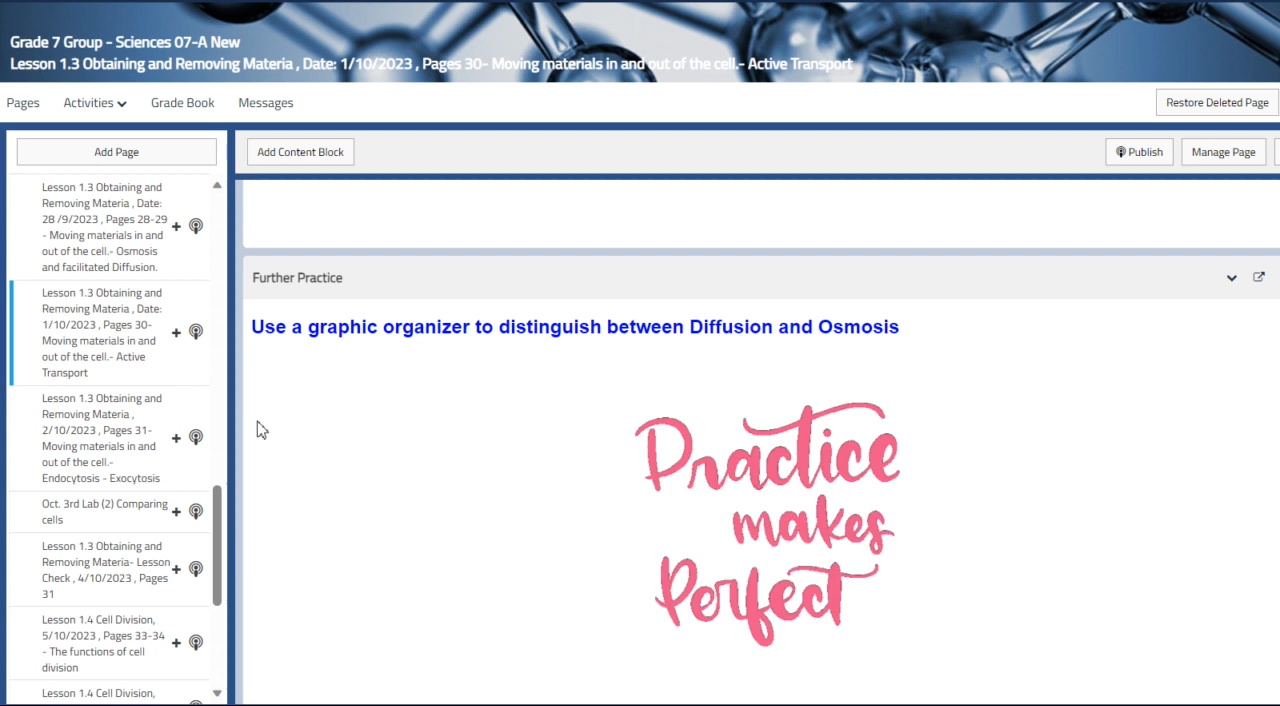 Grade 7 Group - Sciences 07-A New
Lesson 1.3 Obtaining and Removing Materia , Date: 1/10/2023 , Pages 30- Moving materials in and out of the cell.- Active Transport
Pages
Activities
Grade Book
Messages
Restore Deleted Page
Add Page
Add Content Block
Publish
Manage Page
Lesson 1.3 Obtaining and
Removing Materia , Date:
28 /9/2023 , Pages 28-29
- Moving materials in and
out of the cell.- Osmosis
and facilitated Diffusion.
Lesson 1.3 Obtaining and
Removing Materia , Date:
1/10/2023 , Pages 30-
Moving materials in and
out of the cell.- Active
Transport
Lesson 1.3 Obtaining and
Removing Materia ,
2/10/2023 , Pages 31-
Moving materials in and
out of the cell.-
Endocytosis - Exocytosis
Oct. 3rd Lab (2) Comparing
cells
Lesson 1.3 Obtaining and
Removing Materia- Lesson
Check , 4/10/2023 , Pages
31
Lesson 1.4 Cell Division,
5/10/2023 , Pages 33-34
- The functions of cell
division
Lesson 1.4 Cell Division,
Further Practice
Use a graphic organizer to distinguish between Diffusion and Osmosis
Practice
makes
Perfect